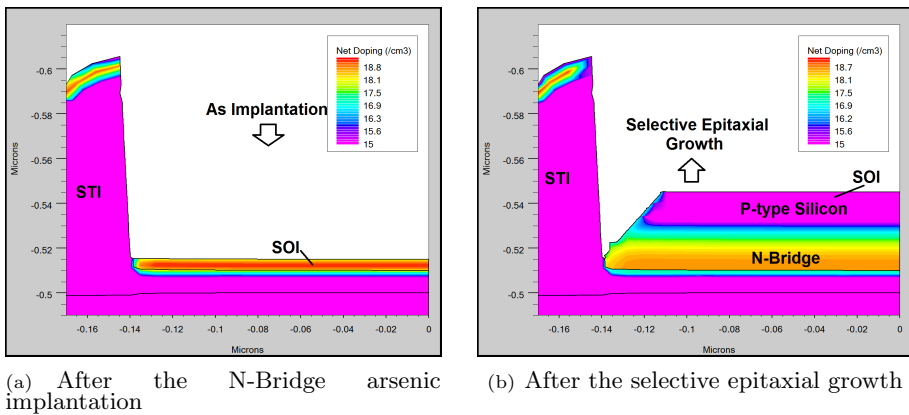 Net Doping (/cm3)
18.8
18.1
17.5
16.9
16.3
15.6
15
As Implantation
STI
SOI
-0.6
-0.58
-0.56
-0.54
-0.52
-0.5
Microns
-0.16
-0.14
-0.12
-0.1
-0.08
-0.06
-0.04
-0.02
0
Microns
(a) After the N-Bridge arsenic
implantation
Net Doping (/cm3)
18.7
18.1
17.5
16.9
16.2
15.6
15
Selective Epitaxial
Growth
STI
SOI
P-type Silicon
N-Bridge
-0.6
-0.58
-0.56
-0.54
-0.52
-0.5
Microns
-0.16
-0.14
-0.12
-0.1
-0.08
-0.06
-0.04
-0.02
0
Microns
(b) After the selective epitaxial growth